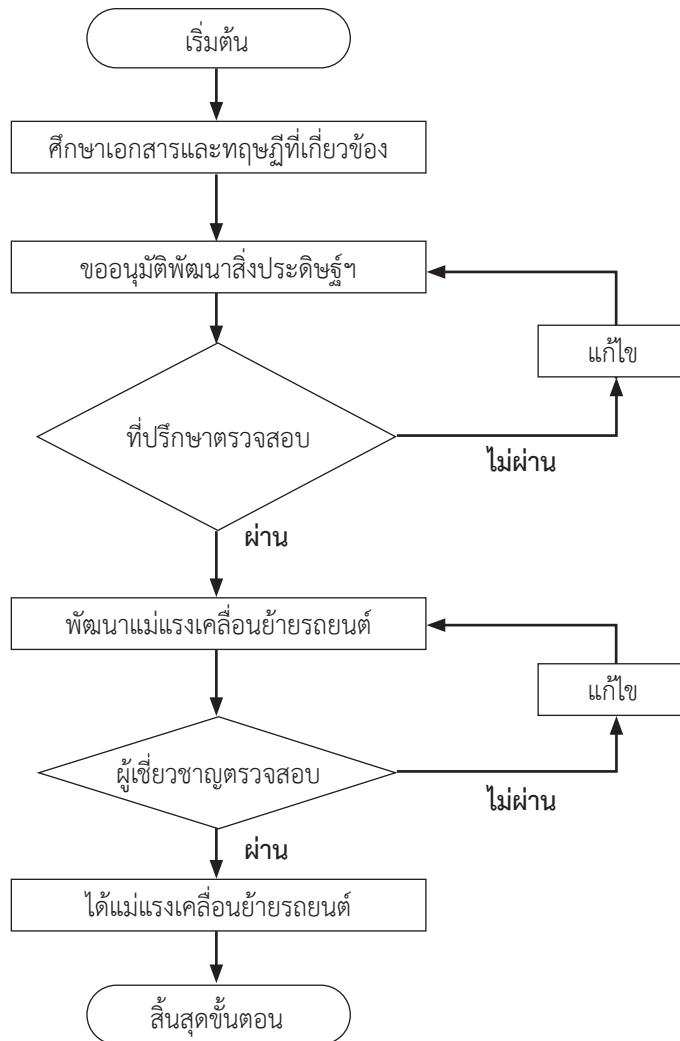 เริ่มต้น
ศึกษาเอกสารและทฤษฏีที่เกี่ยวข้อง
ขออนุมัติพัฒนาสิ่งประดิษฐ์ฯ
แก้ไข
ที่ปรึกษาตรวจสอบ
ไม่ผ่าน
ผ่าน
พัฒนาแม่แรงเคลื่อนย้ายรถยนต์
แก้ไข
ผู้เชี่ยวชาญตรวจสอบ
ไม่ผ่าน
ผ่าน
ได้แม่แรงเคลื่อนย้ายรถยนต์
สิ้นสุดขั้นตอน